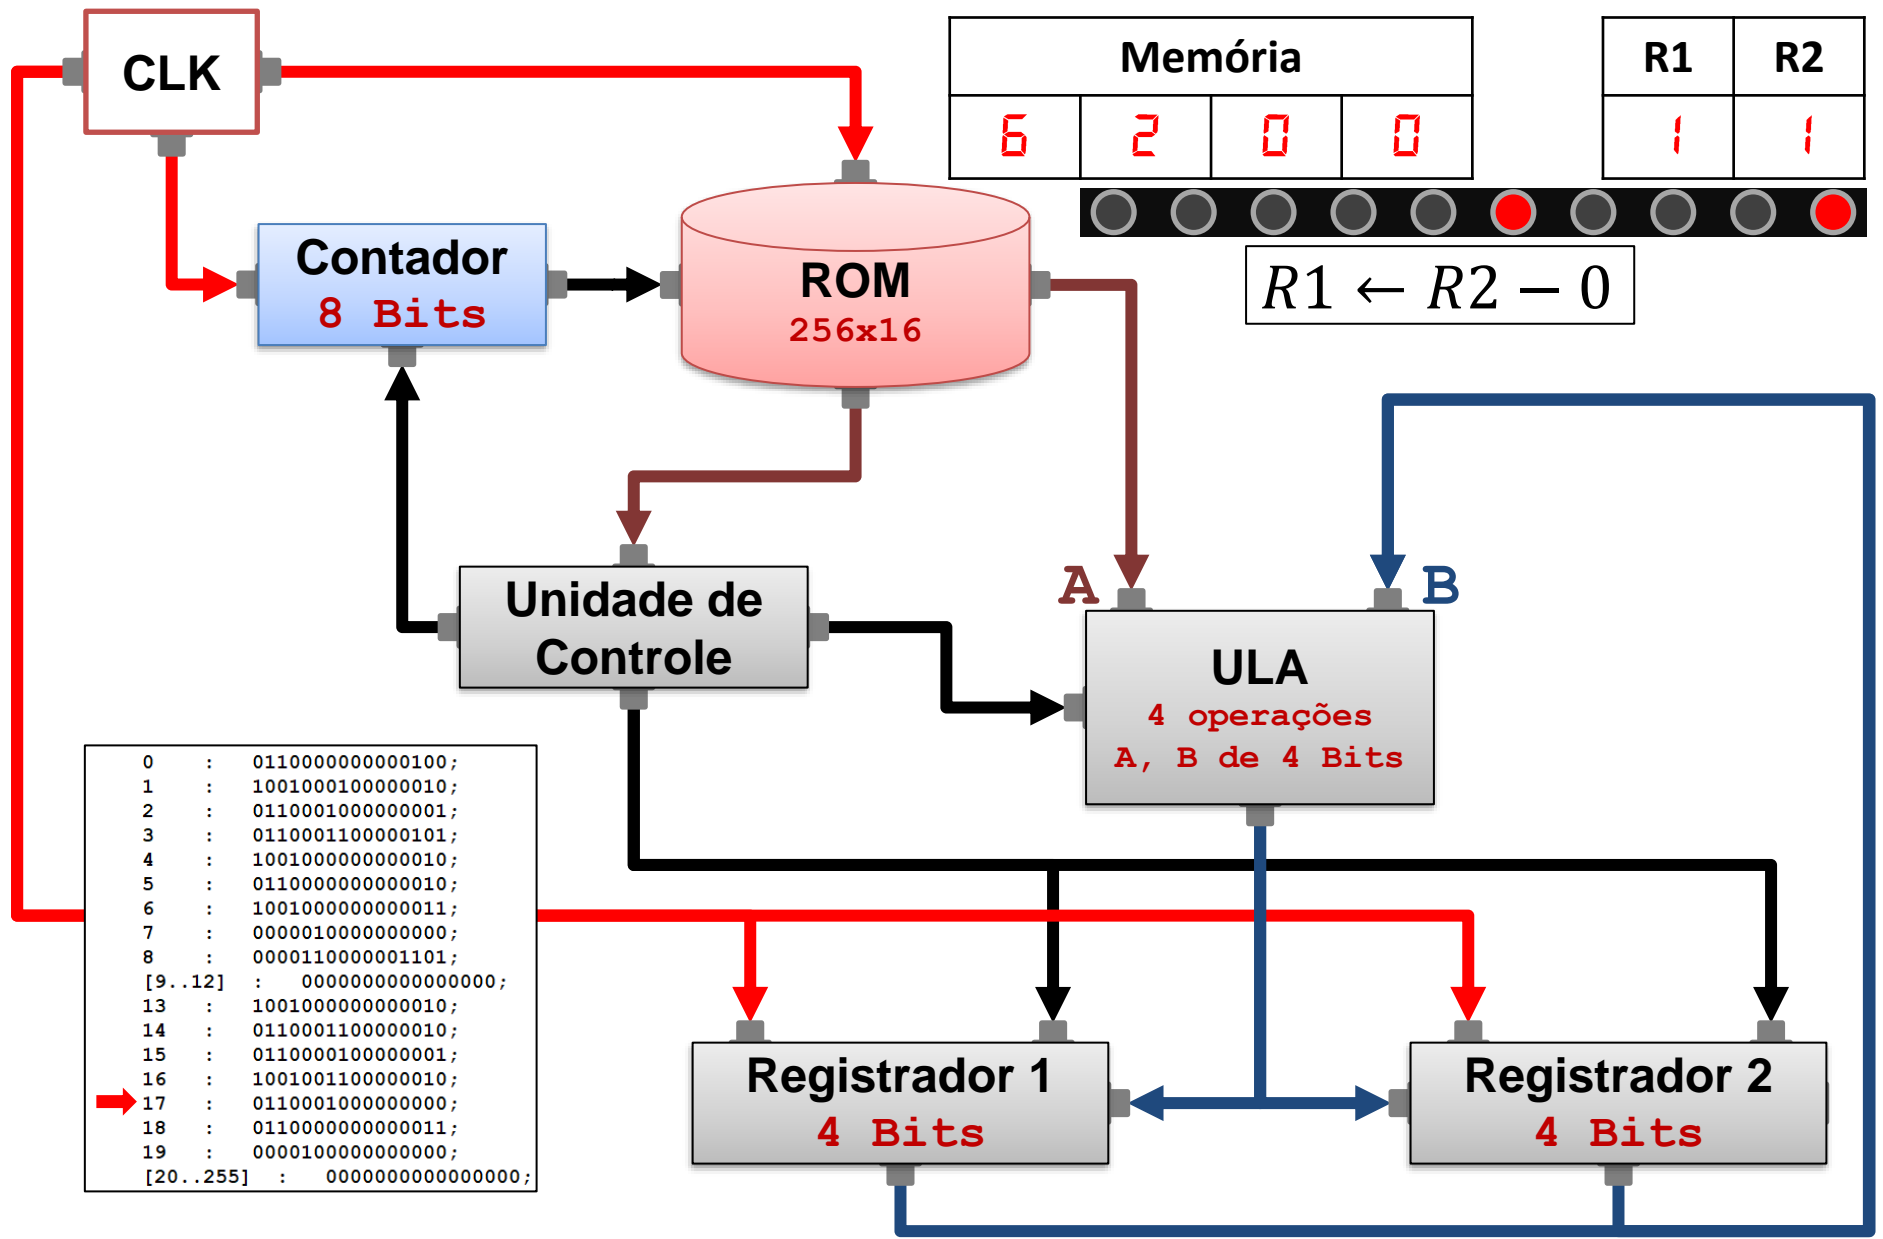 CLK
Memória
R1 R2
6 2 0 0
1 1
Contador
8 Bits
ROM
256x16
R1 ← R2 − 0
A
B
Unidade de
Controle
ULA
4 operações
A, B de 4 Bits
0 : 0110000000000100;
1 : 1001000100000010;
2 : 0110001000000001;
3 : 0110001100000101;
4 : 1001000000000010;
5 : 0110000000000010;
6 : 1001000000000011;
7 : 0000010000000000;
8 : 0000110000001101;
[9..12] : 0000000000000000;
13 : 1001000000000010;
14 : 0110001100000010;
15 : 0110000100000001;
16 : 1001001100000010;
17 : 0110001000000000;
18 : 0110000000000011;
19 : 0000100000000000;
[20..255] : 0000000000000000;
Registrador 1
4 Bits
Registrador 2
4 Bits